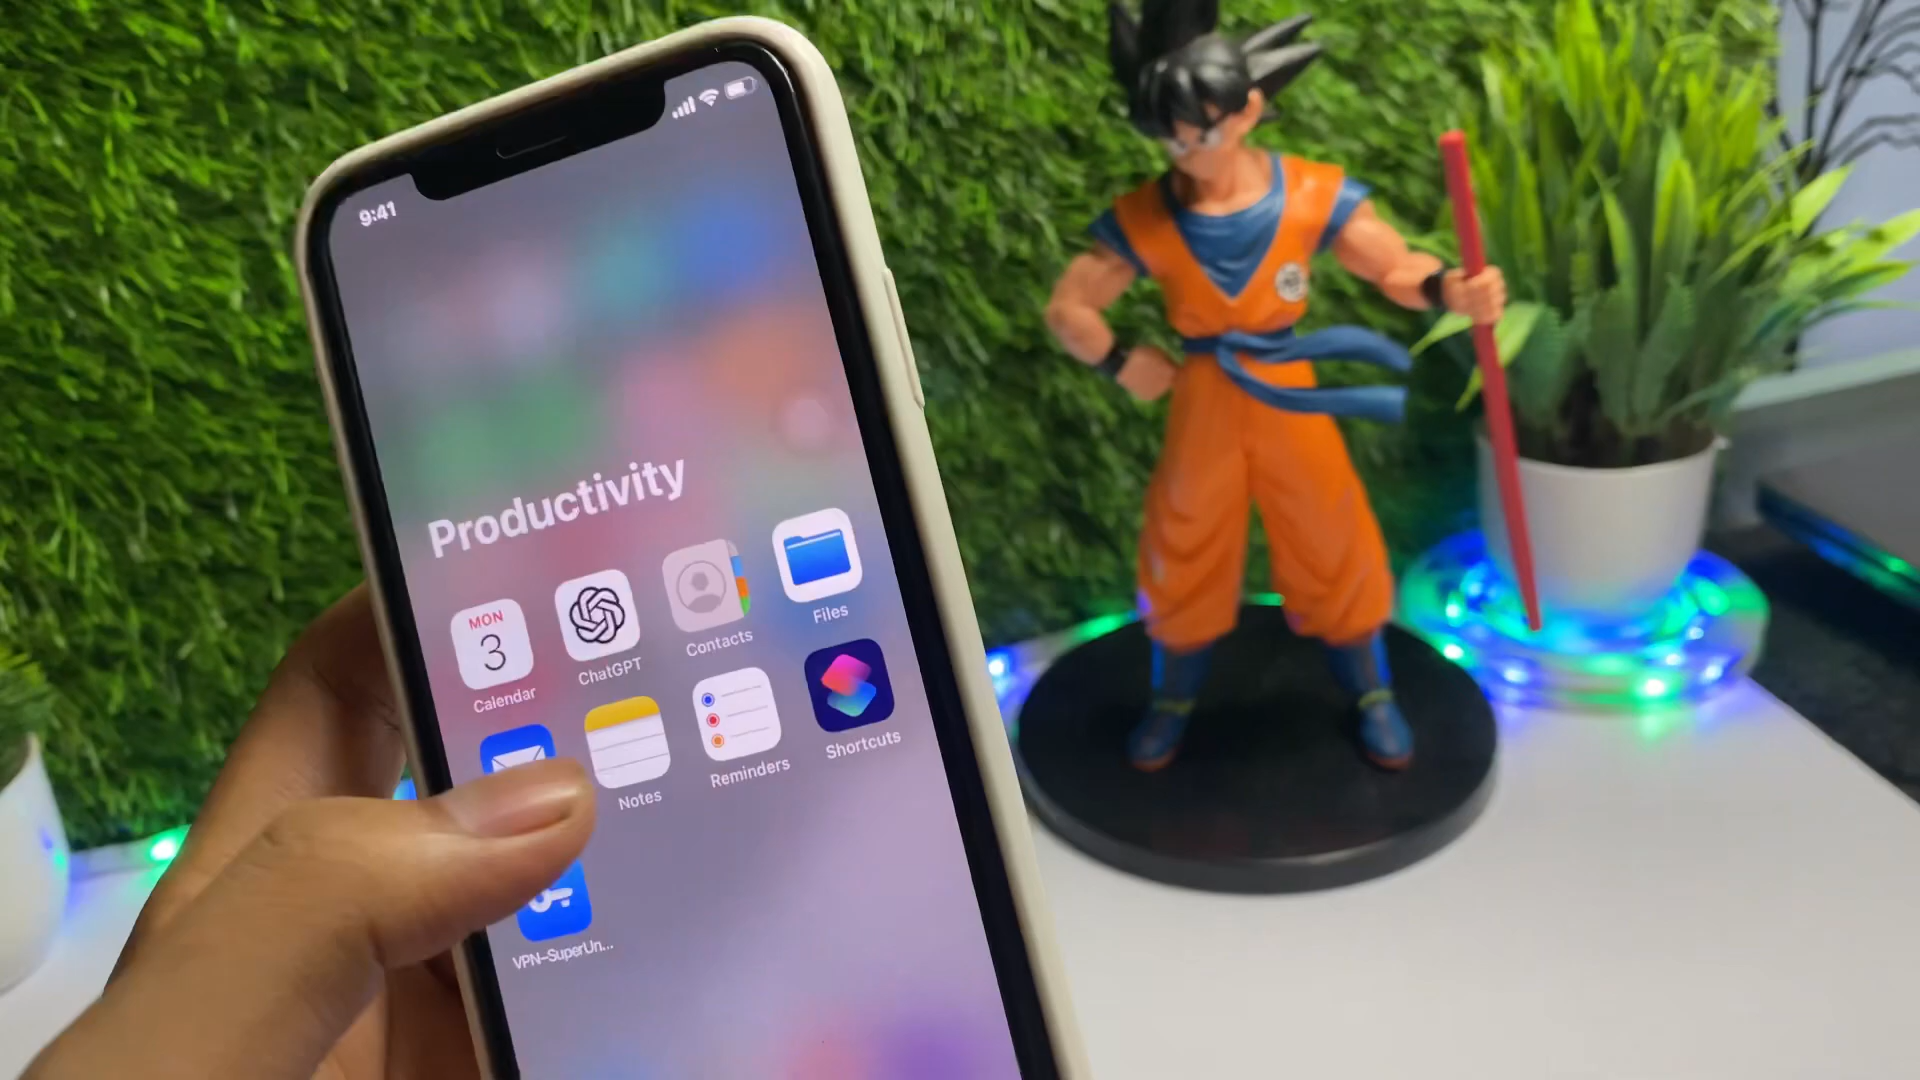 9:41
Productivity
MON
3
Calendar
ChatGPT
Contacts
Files
Notes
Reminders
Shortcuts
VPN-SuperUn...